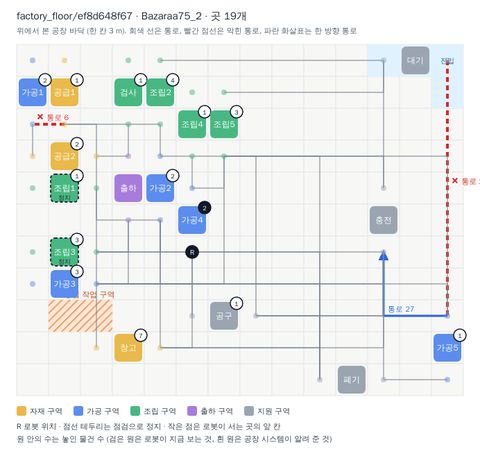 factory_floor/ef8d648f67 · Bazaraa75_2 · 곳 19개
위에서 본 공장 바닥 (한 칸 3 m). 회색 선은 통로, 빨간 점선은 막힌 통로, 파란 화살표는 한 방향 통로
대기
진입
가공1 2
공급1 1
검사 1
조립2 4
통로 6
조립4 1
조립5 3
공급2 2
통로
조립1 1
정지
출하
가공2 2
가공4 2
충전
조립3 3
정지
R
가공3 3
작업 구역
통로 27
공구 1
창고 7
가공5 1
폐기
자재 구역
가공 구역
조립 구역
출하 구역
지원 구역
R 로봇 위치 · 점선 테두리는 점검으로 정지 · 작은 점은 로봇이 서는 곳의 앞 칸
원 안의 수는 놓인 물건 수 (검은 원은 로봇이 지금 보는 것, 흰 원은 공장 시스템이 알려 준 것)